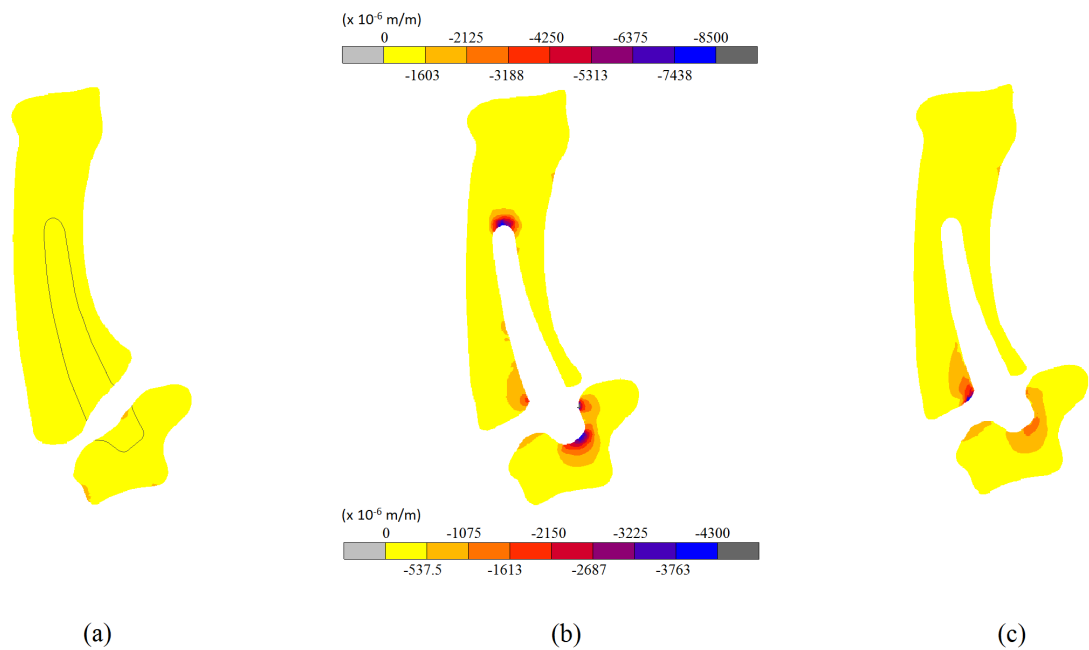 (x 10⁻⁶ m/m)
0 -2125 -4250 -6375 -8500
-1603 -3188 -5313 -7438
(x 10⁻⁶ m/m)
0 -1075 -2150 -3225 -4300
-537.5 -1613 -2687 -3763
(a) (b) (c)